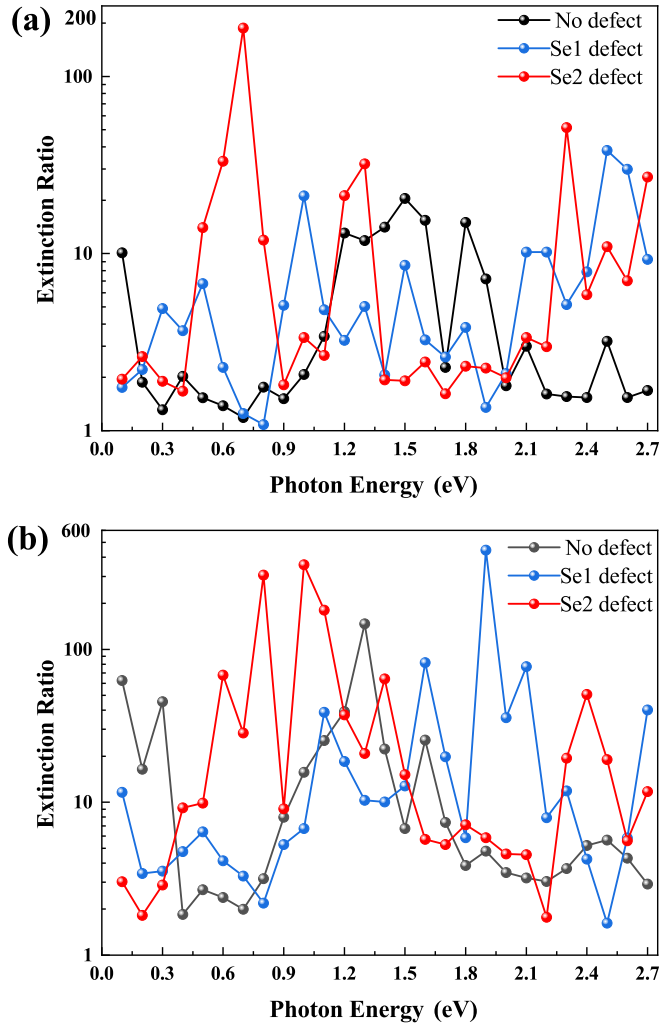 (a)
200
100
10
1
Extinction Ratio
No defect
Se1 defect
Se2 defect
0.0 0.3 0.6 0.9 1.2 1.5 1.8 2.1 2.4 2.7
Photon Energy (eV)
(b)
600
100
10
1
Extinction Ratio
No defect
Se1 defect
Se2 defect
0.0 0.3 0.6 0.9 1.2 1.5 1.8 2.1 2.4 2.7
Photon Energy (eV)